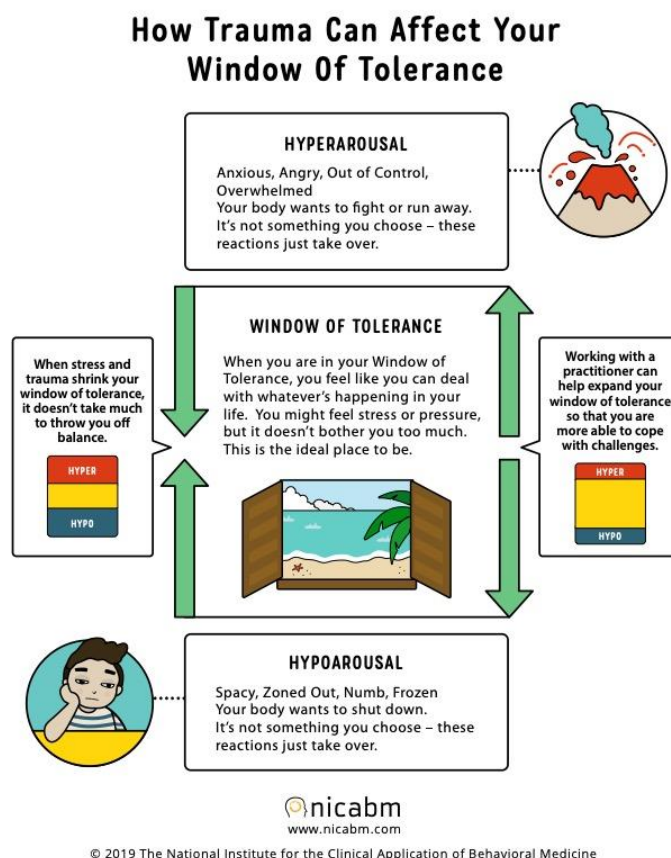 How Trauma Can Affect Your
Window Of Tolerance
HYPERAROUSAL
Anxious, Angry, Out of Control,
Overwhelmed
Your body wants to fight or run away.
It’s not something you choose – these
reactions just take over.
When stress and
trauma shrink your
window of tolerance,
it doesn’t take much
to throw you off
balance.
HYPER
HYPO
WINDOW OF TOLERANCE
When you are in your Window of
Tolerance, you feel like you can deal
with whatever’s happening in your
life.  You might feel stress or pressure,
but it doesn’t bother you too much.
This is the ideal place to be.
Working with a
practitioner can
help expand your
window of tolerance
so that you are
more able to cope
with challenges.
HYPER
HYPO
HYPOAROUSAL
Spacy, Zoned Out, Numb, Frozen
Your body wants to shut down.
It’s not something you choose – these
reactions just take over.
nicabm
www.nicabm.com
© 2019 The National Institute for the Clinical Application of Behavioral Medicine